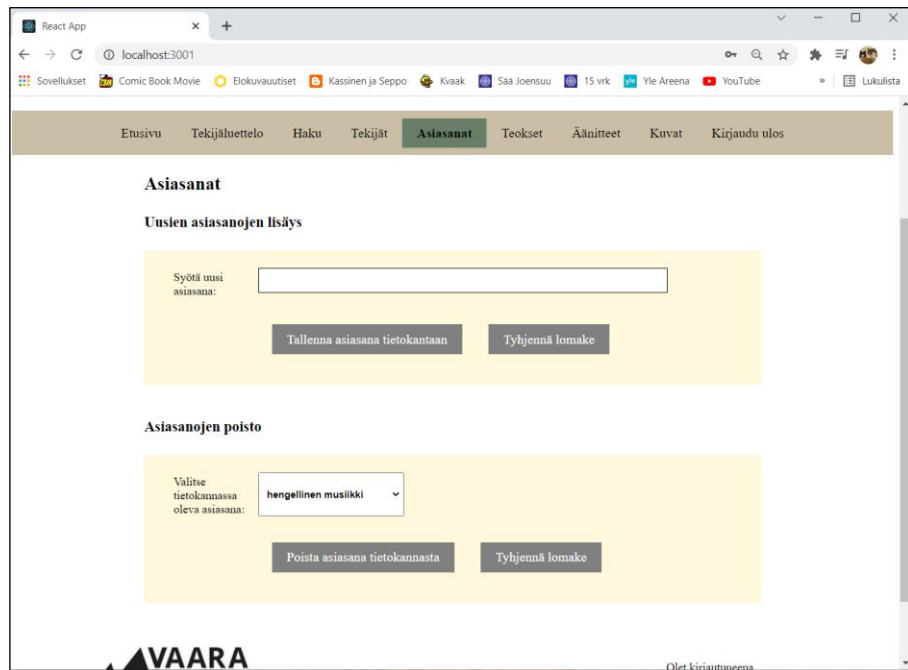 React App
localhost:3001
Sovellukset Comic Book Movie Elokuvauutiset Kassinen ja Seppo Kvaak Sää Joensuu 15 vrk yle Yle Areena YouTube » Lukulista
Etusivu Tekijäluettelo Haku Tekijät Asiasanat Teokset Äänitteet Kuvat Kirjaudu ulos
Asiasanat
Uusien asiasanojen lisäys
Syötä uusi
asiasana:
Tallenna asiasana tietokantaan Tyhjennä lomake
Asiasanojen poisto
Valitse
tietokannassa
oleva asiasana:
hengellinen musiikki
Poista asiasana tietokannasta Tyhjennä lomake
VAARA
Olet kirjautuneena